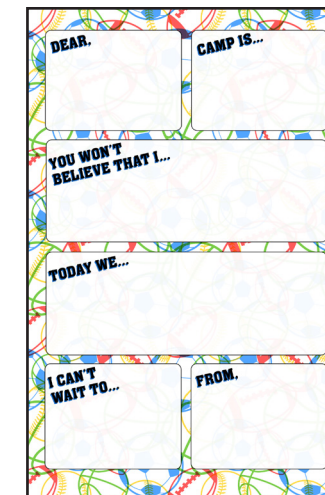 DEAR,
CAMP IS...
YOU WON'T
BELIEVE THAT I...
TODAY WE...
I CAN'T
WAIT TO...
FROM,